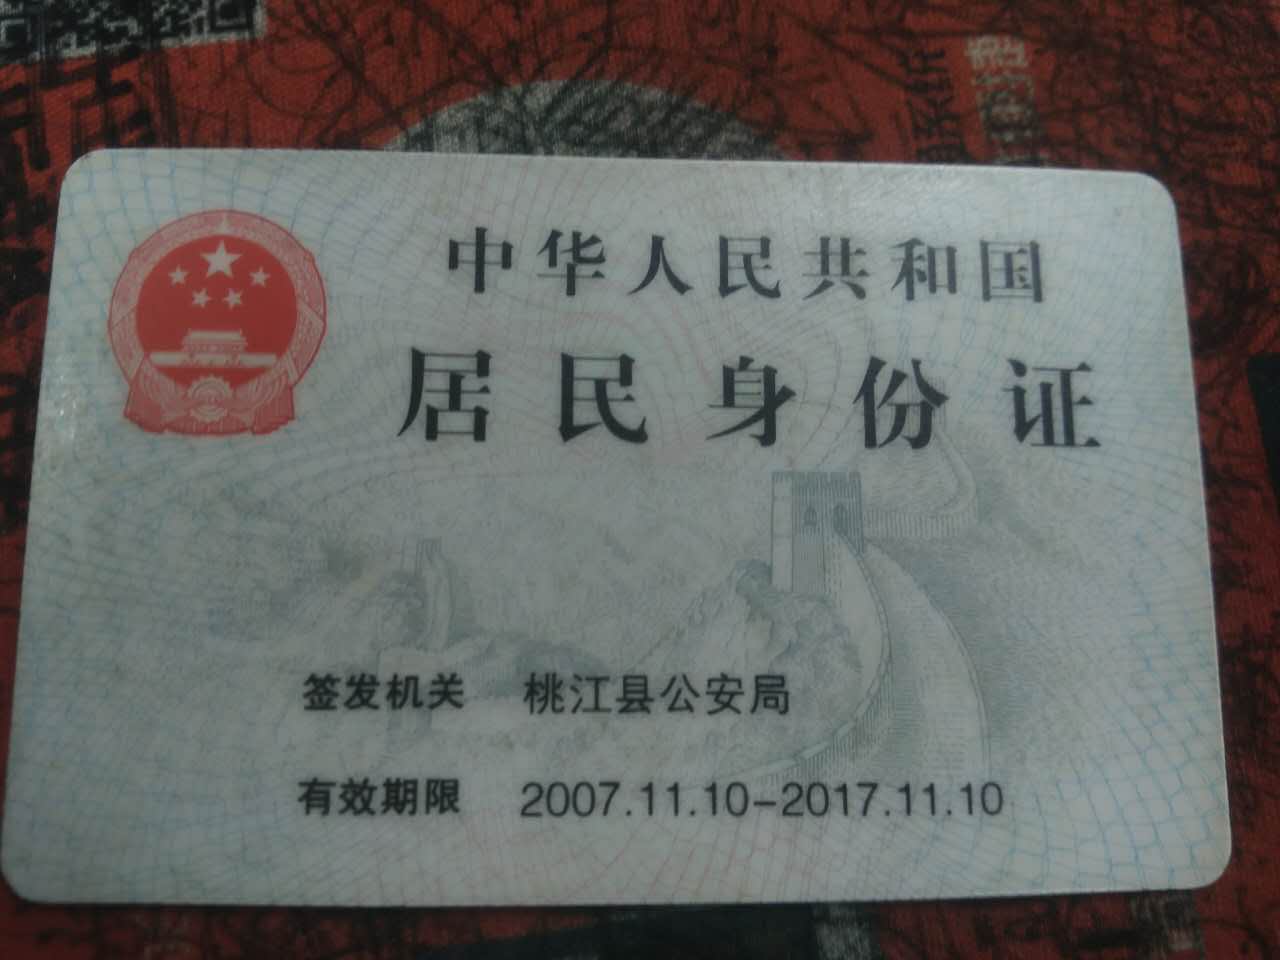 中华人民共和国
居民身份证
签发机关 桃江县公安局
有效期限 2007.11.10-2017.11.10